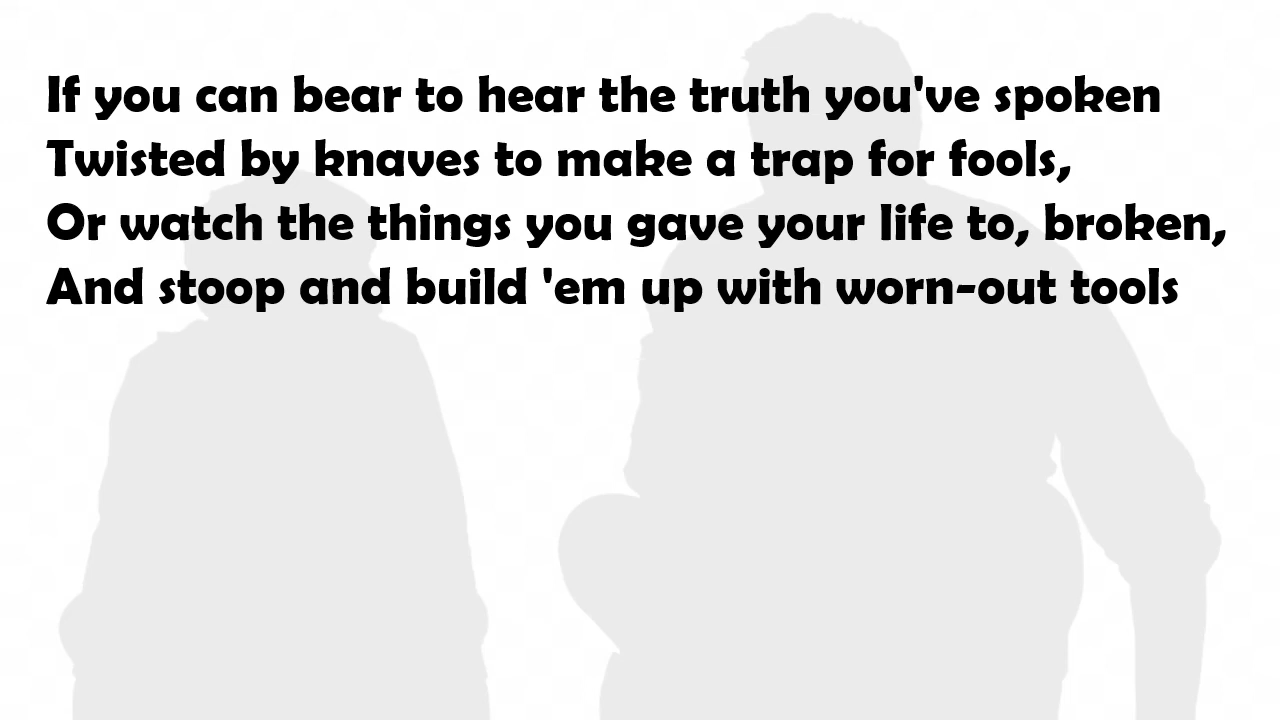 If you can bear to hear the truth you've spoken
Twisted by knaves to make a trap for fools,
Or watch the things you gave your life to, broken,
And stoop and build 'em up with worn-out tools